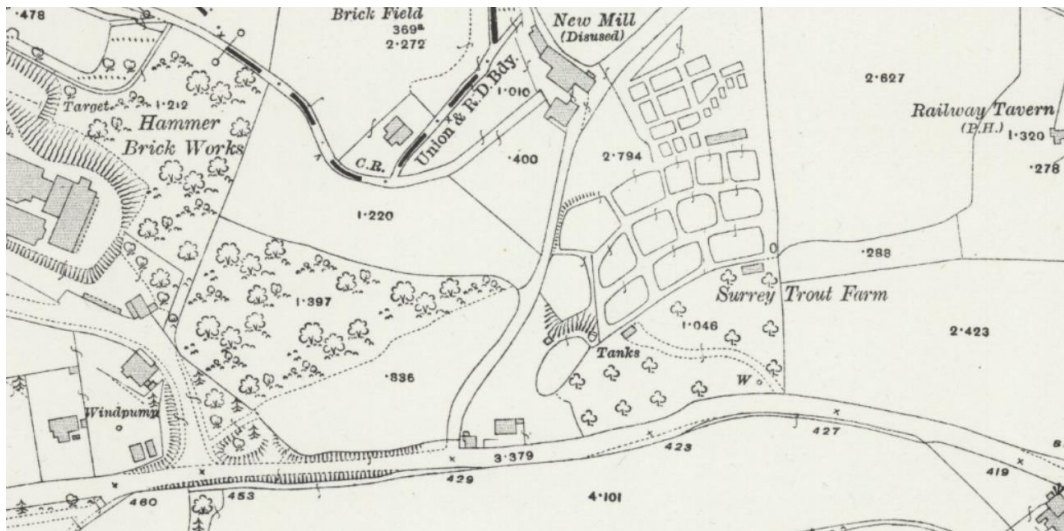 .478
Brick Field
369a
2.272
New Mill
(Disused)
2.627
Target
1.212
Hammer
Brick Works
1.010
Union & R.D. Bdy.
Railway Tavern
(P.H.)
1.320
.278
C.R.
.400
2.794
1.220
.288
1.397
Surrey Trout Farm
1.046
2.423
.836
Tanks
W
Windpump
3.379
423
427
419
460
453
429
4.101